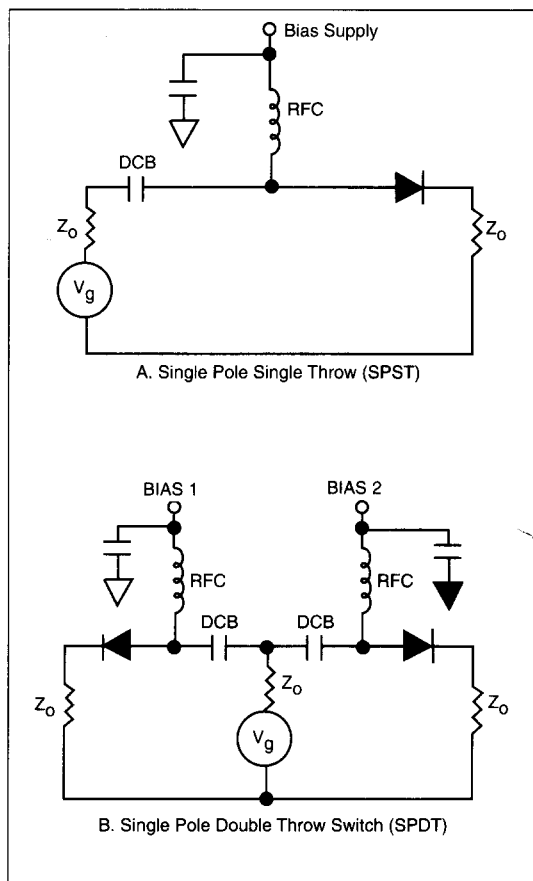 Bias Supply
RFC
DCB
Zo
Vg
Zo
A. Single Pole Single Throw (SPST)
BIAS 1
BIAS 2
RFC
RFC
DCB
DCB
Zo
Zo
Zo
Vg
B. Single Pole Double Throw Switch (SPDT)